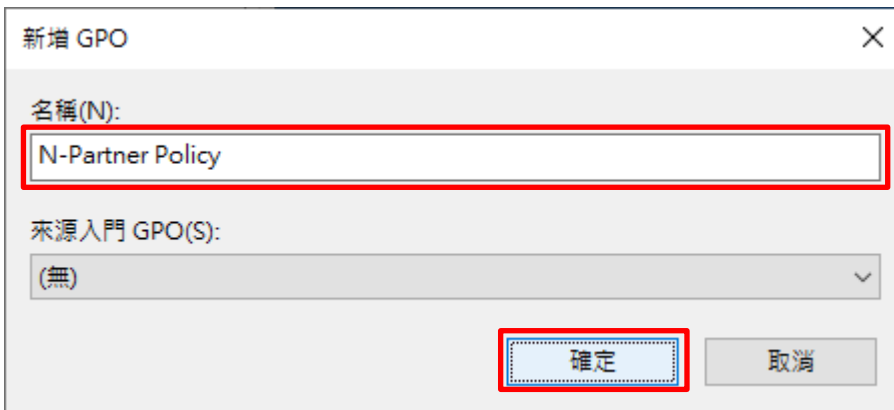 新增 GPO
名稱(N):
N-Partner Policy
來源入門 GPO(S):
(無)
確定
取消